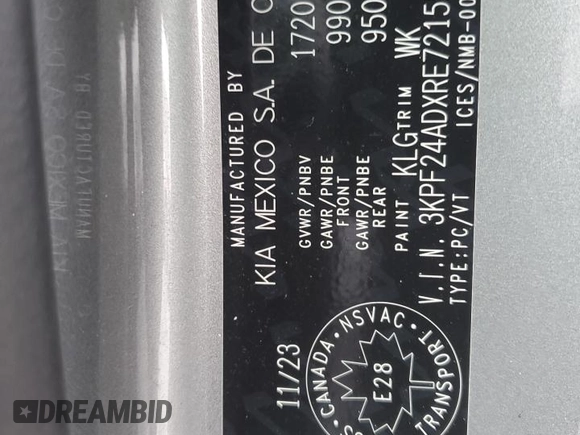 MANUFACTURED BY
KIA MEXICO S.A. DE C
GVWR/PNBV 1720
GAWR/PNBE FRONT 990
GAWR/PNBE REAR 950
PAINT KLG TRIM WK
V.I.N. 3KPF24ADXRE7215
TYPE:PC/VT ICES/NMB-00
11/23
CANADA · NSVAC ·
E28
TRANSPORT
DREAMBID